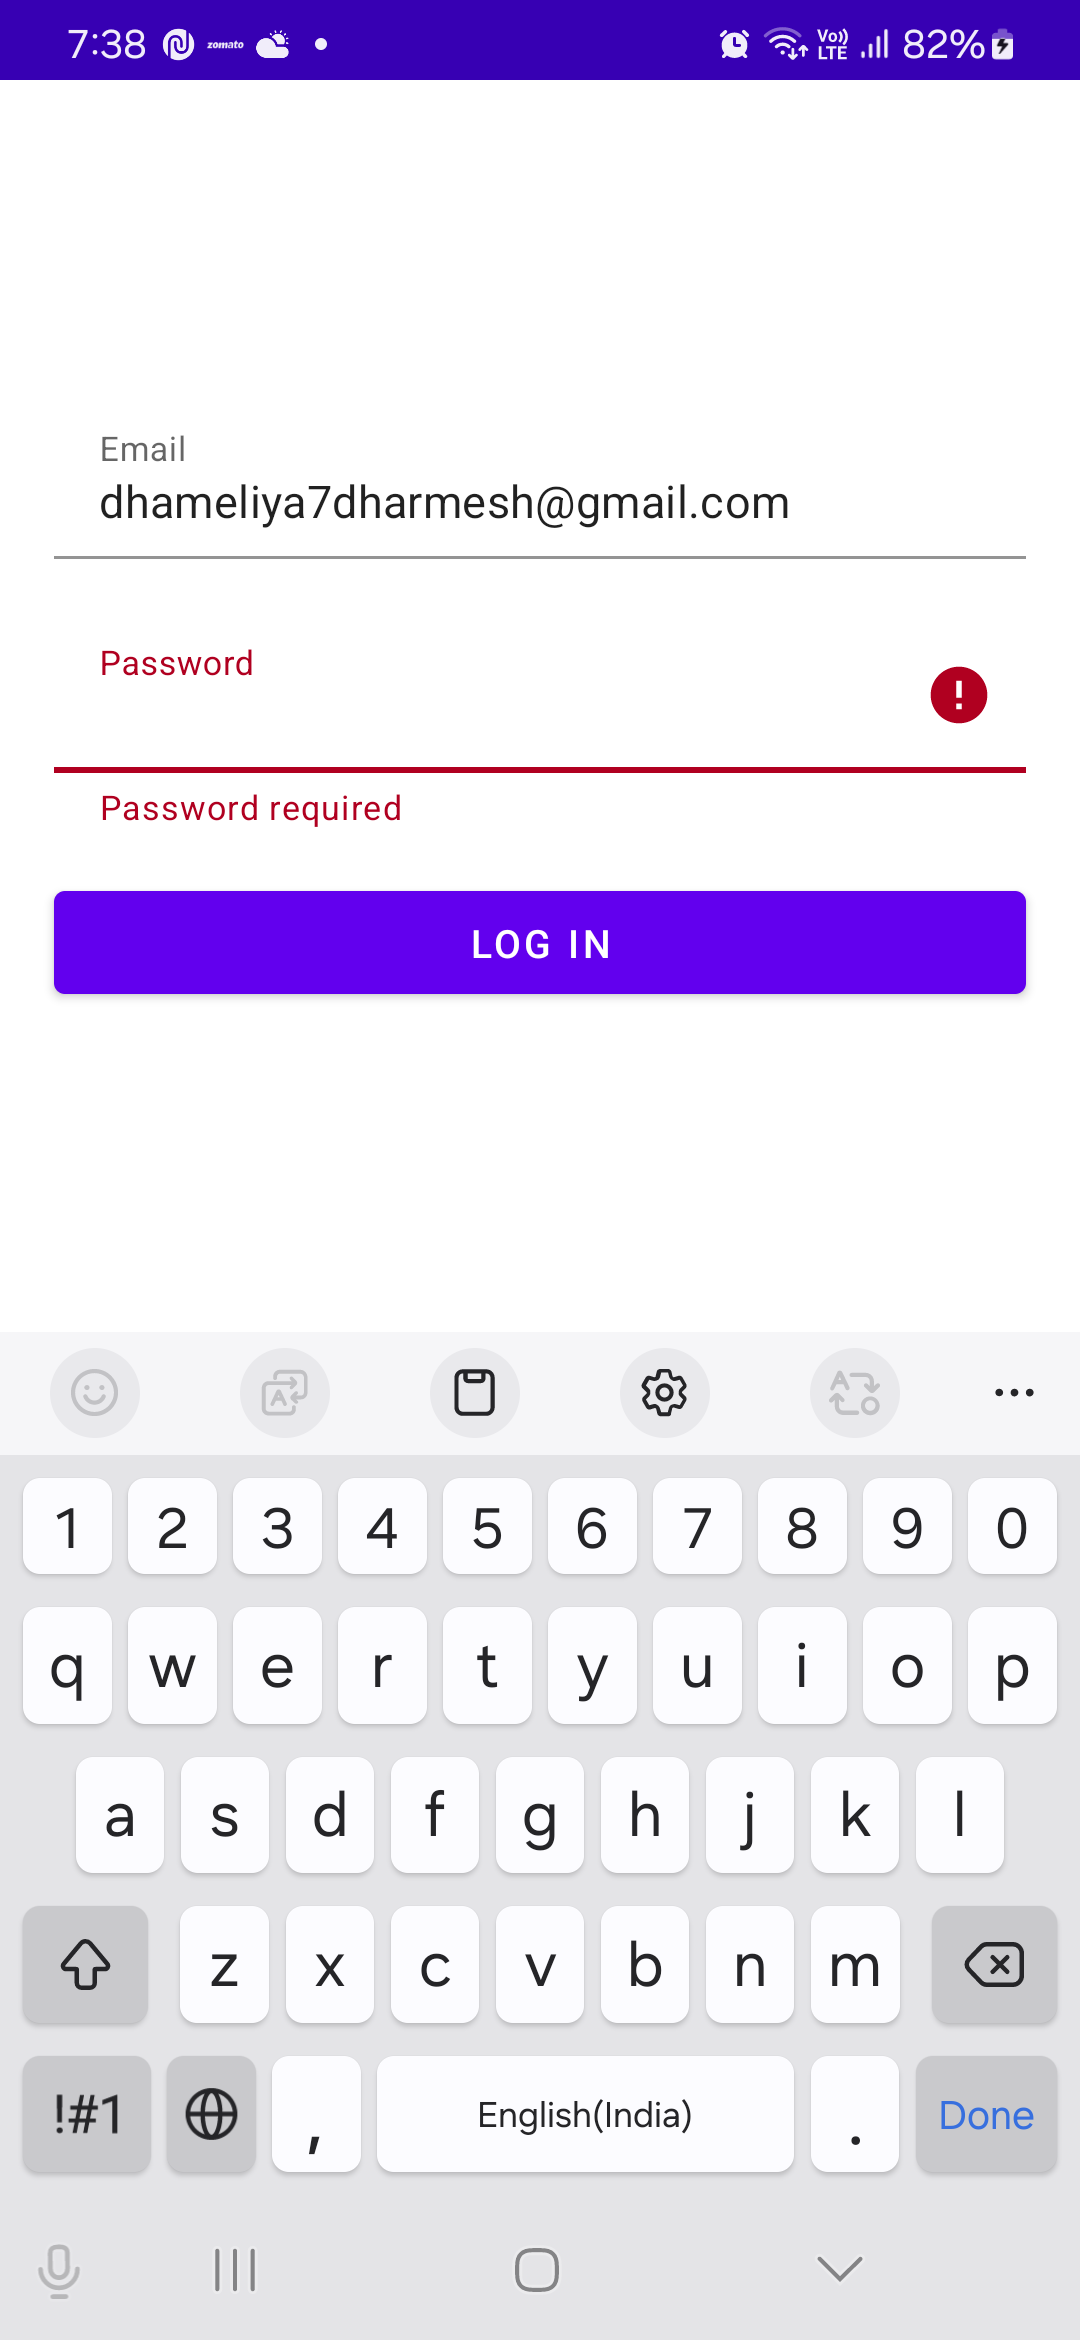 7:38 zomato Vo)) LTE 82%
Email
dhameliya7dharmesh@gmail.com
Password
!
Password required
LOG IN
1 2 3 4 5 6 7 8 9 0
q w e r t y u i o p
a s d f g h j k l
z x c v b n m
!#1 , English(India) . Done